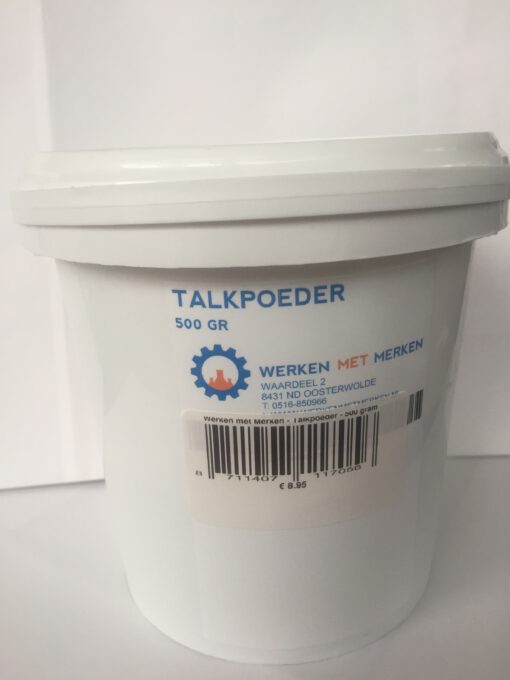 TALKPOEDER
500 GR
WERKEN MET MERKEN
WAARDEEL 2
8431 ND OOSTERWOLDE
T: 0516-850966
Werken met Merken - Talkpoeder - 500 gram
8 711407 117056
€ 8.95